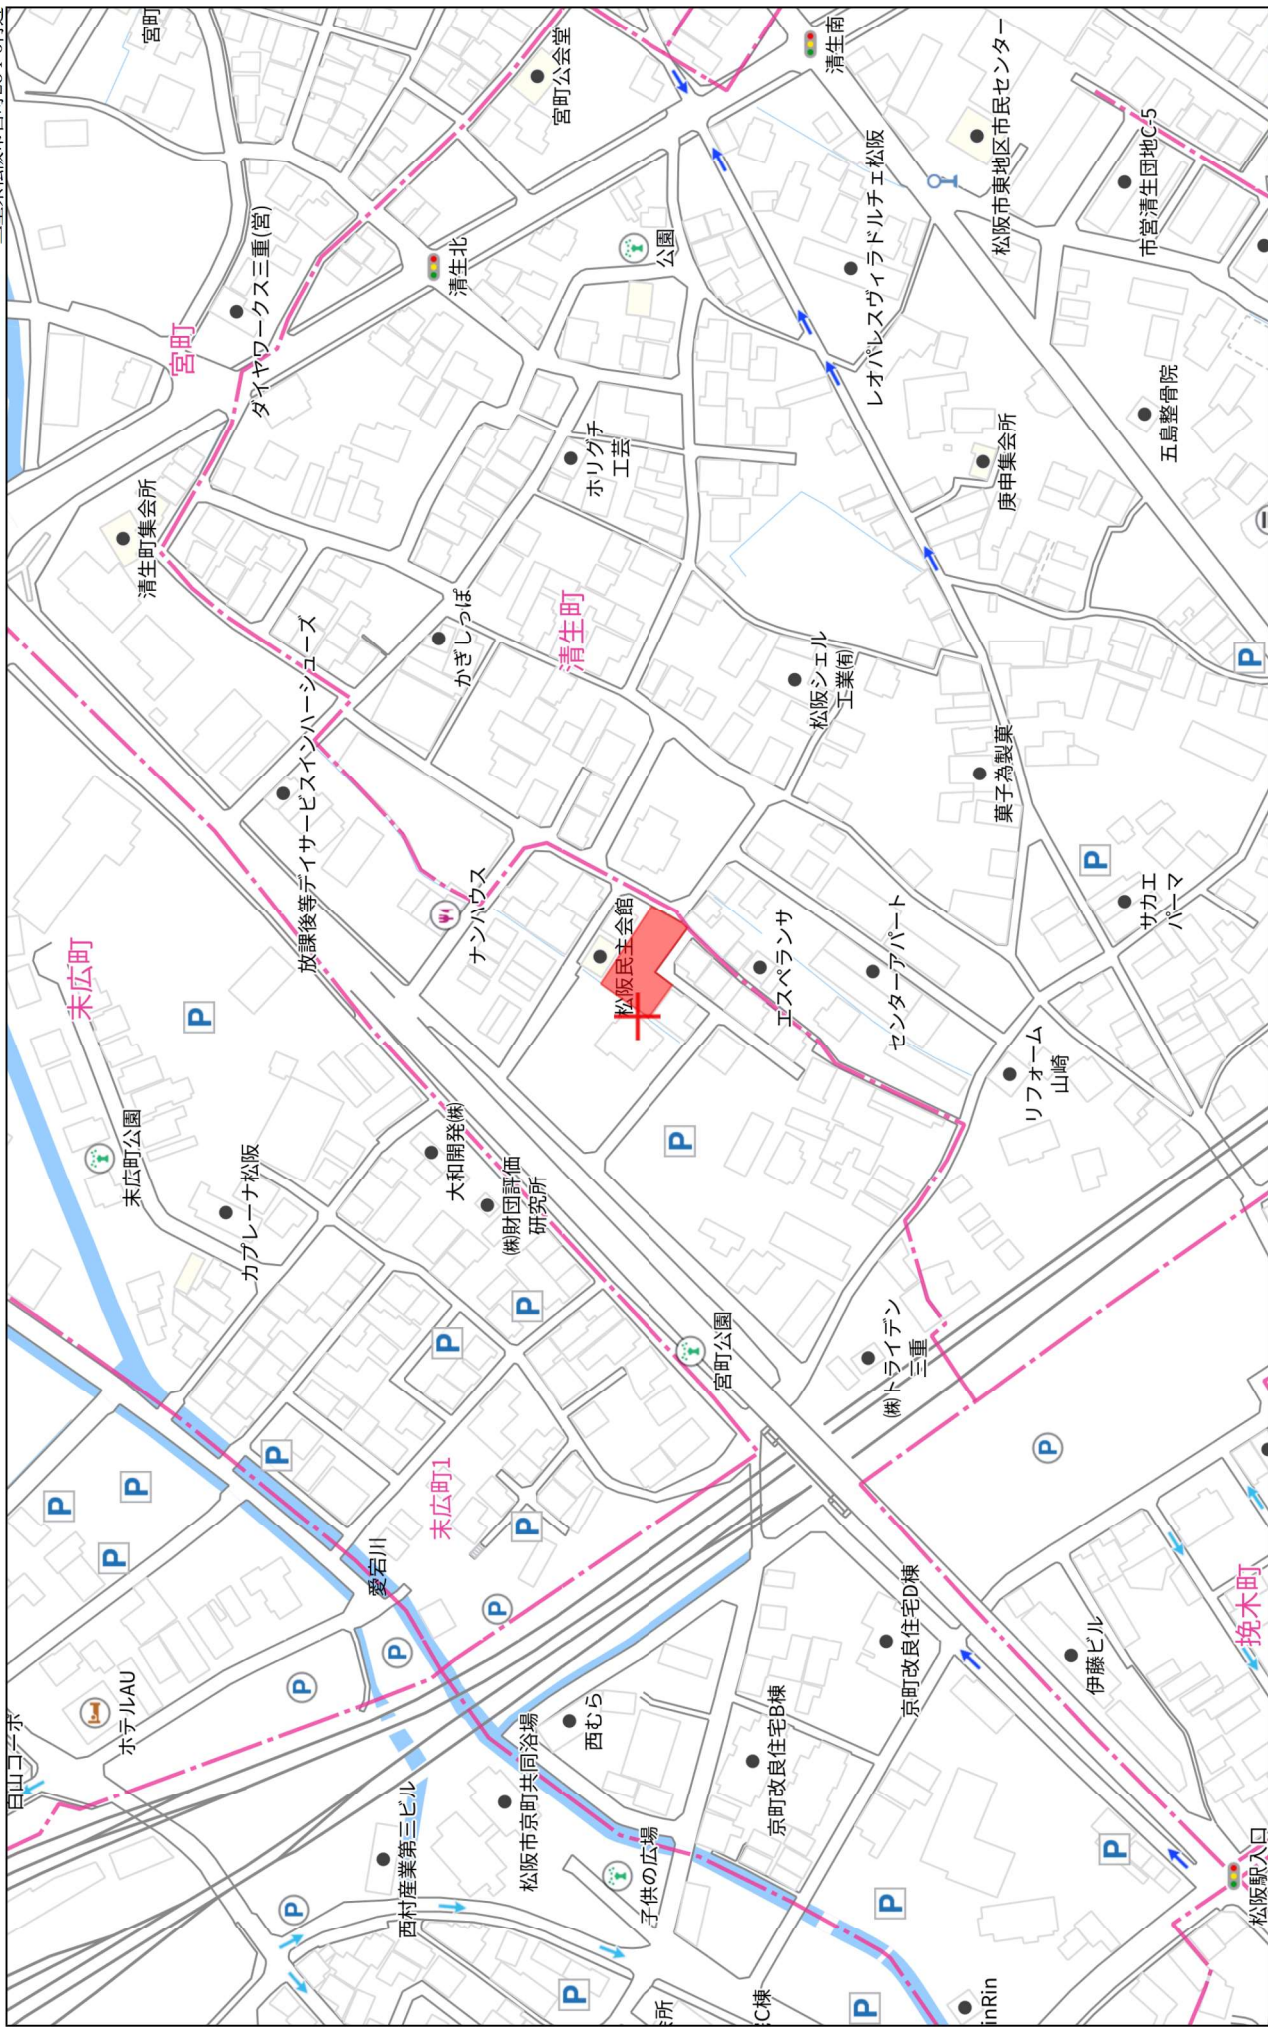 宮町
清生南
宮町公会堂
松阪市東地区市民センター
市営清生団地C-5
レオパレスヴィラドルチェ松阪
公園
清生北
ダイヤワークス三重(営)
宮町
五島整骨院
庚申集会所
ホリグチ
工芸
清生町集会所
清生町
かぎしっぽ
放課後等デイサービスインハーシューズ
松阪シェル
工業㈲
菓子為製菓
P
P
サカエ
パーマ
ナンハウス
松阪民主会館
エスペランサ
センターアパート
末広町
P
リフォーム
山崎
末広町公園
カプレーナ松阪
大和開発㈱
㈱財団評価
研究所
P
P
P
宮町公園
㈱トライデン
三重
P
末広町1
P
P
P
P
P
愛宕川
P
P
P
ホテルAU
白山コーポ
西むら
京町改良住宅D棟
伊藤ビル
挽木町
京町改良住宅B棟
松阪市京町共同浴場
西村産業第三ビル
子供の広場
P
P
P
P
P
松阪駅入口
C棟
inRin